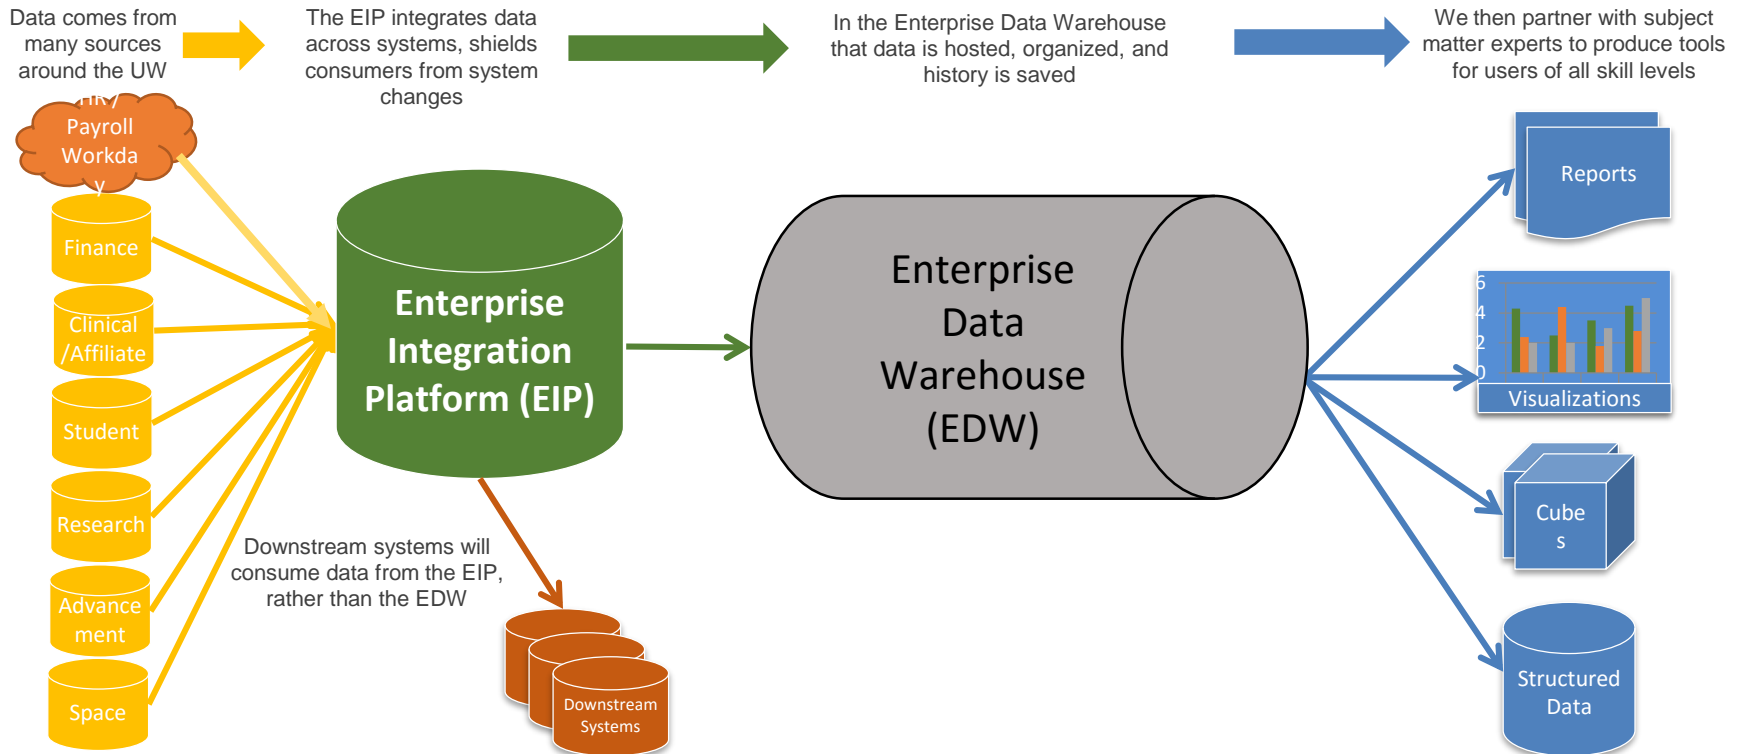 Data comes from
many sources
around the UW
The EIP integrates data
across systems, shields
consumers from system
changes
In the Enterprise Data Warehouse
that data is hosted, organized, and
history is saved
We then partner with subject
matter experts to produce tools
for users of all skill levels
HR /
Payroll
Workda
y
Finance
Clinical
/Affiliate
Student
Research
Advance
ment
Space
Enterprise
Integration
Platform (EIP)
Downstream systems will
consume data from the EIP,
rather than the EDW
Downstream
Systems
Enterprise
Data
Warehouse
(EDW)
Reports
6
4
2
0
Visualizations
Cube
s
Structured
Data